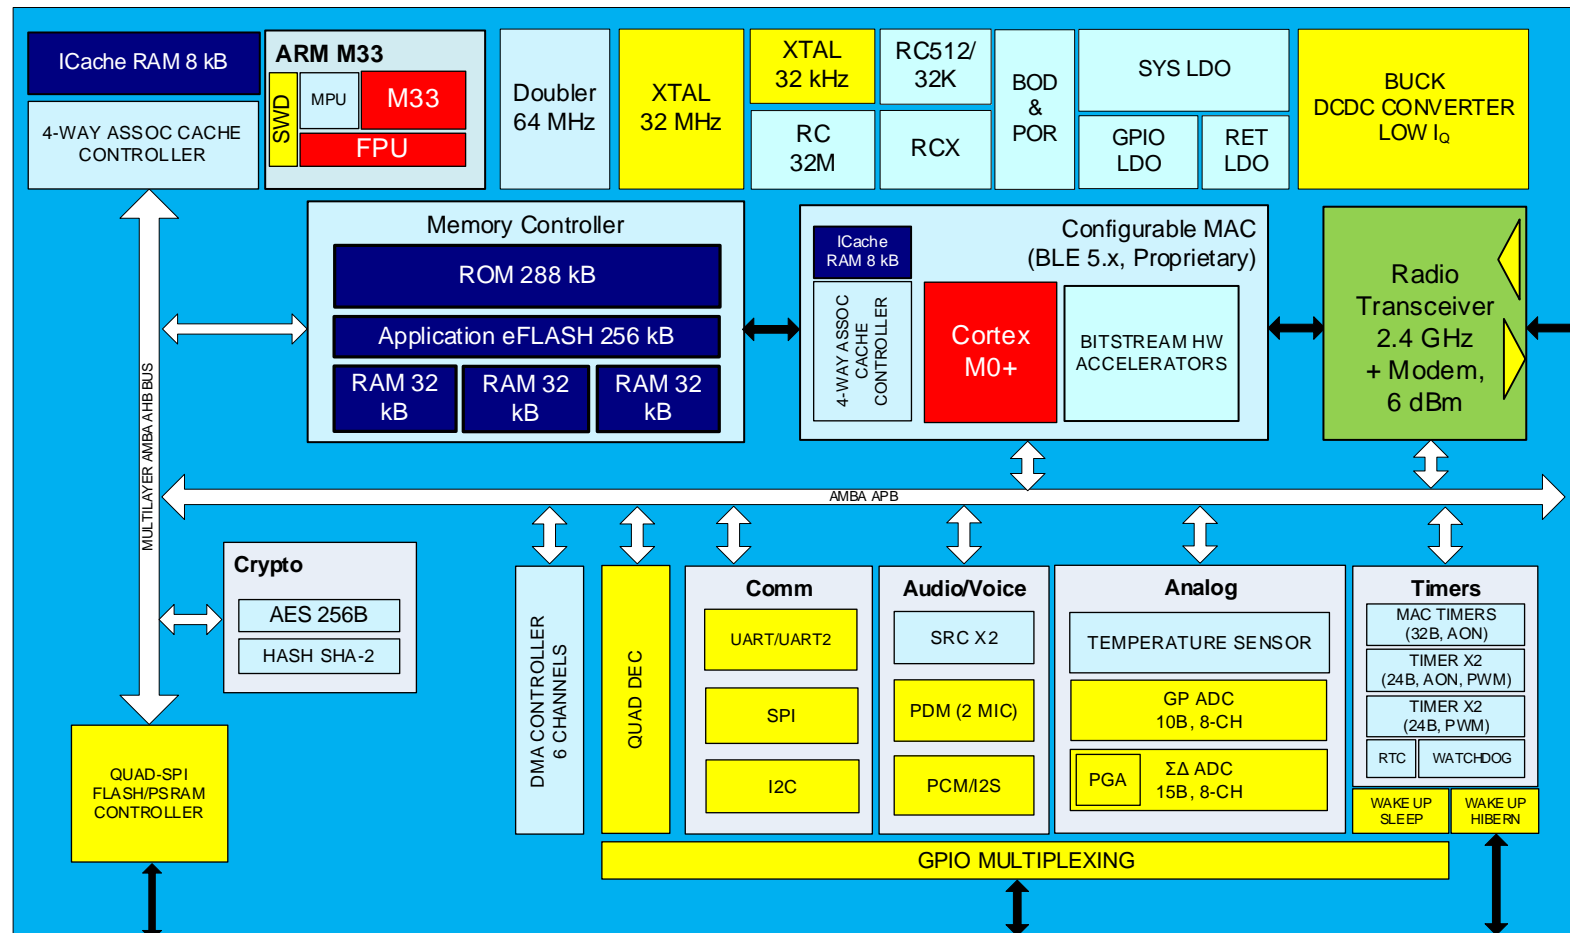 ICache RAM 8 kB
4-WAY ASSOC CACHE
CONTROLLER
ARM M33
SWD
MPU
M33
FPU
Doubler
64 MHz
XTAL
32 MHz
XTAL
32 kHz
RC
32M
RC512/
32K
RCX
BOD
&
POR
SYS LDO
GPIO
LDO
RET
LDO
BUCK
DCDC CONVERTER
LOW IQ
Memory Controller
ROM 288 kB
Application eFLASH 256 kB
RAM 32
kB
RAM 32
kB
RAM 32
kB
Configurable MAC
(BLE 5.x, Proprietary)
ICache
RAM 8 kB
4-WAY ASSOC
CACHE
CONTROLLER
Cortex
M0+
BITSTREAM HW
ACCELERATORS
Radio
Transceiver
2.4 GHz
+ Modem,
6 dBm
MULTILAYER AMBA AHB BUS
AMBA APB
Crypto
AES 256B
HASH SHA-2
QUAD-SPI
FLASH/PSRAM
CONTROLLER
DMA CONTROLLER
6 CHANNELS
QUAD DEC
Comm
UART/UART2
SPI
I2C
Audio/Voice
SRC X2
PDM (2 MIC)
PCM/I2S
Analog
TEMPERATURE SENSOR
GP ADC
10B, 8-CH
PGA
ΣΔ ADC
15B, 8-CH
Timers
MAC TIMERS
(32B, AON)
TIMER X2
(24B, AON, PWM)
TIMER X2
(24B, PWM)
RTC
WATCHDOG
WAKE UP
SLEEP
WAKE UP
HIBERN
GPIO MULTIPLEXING